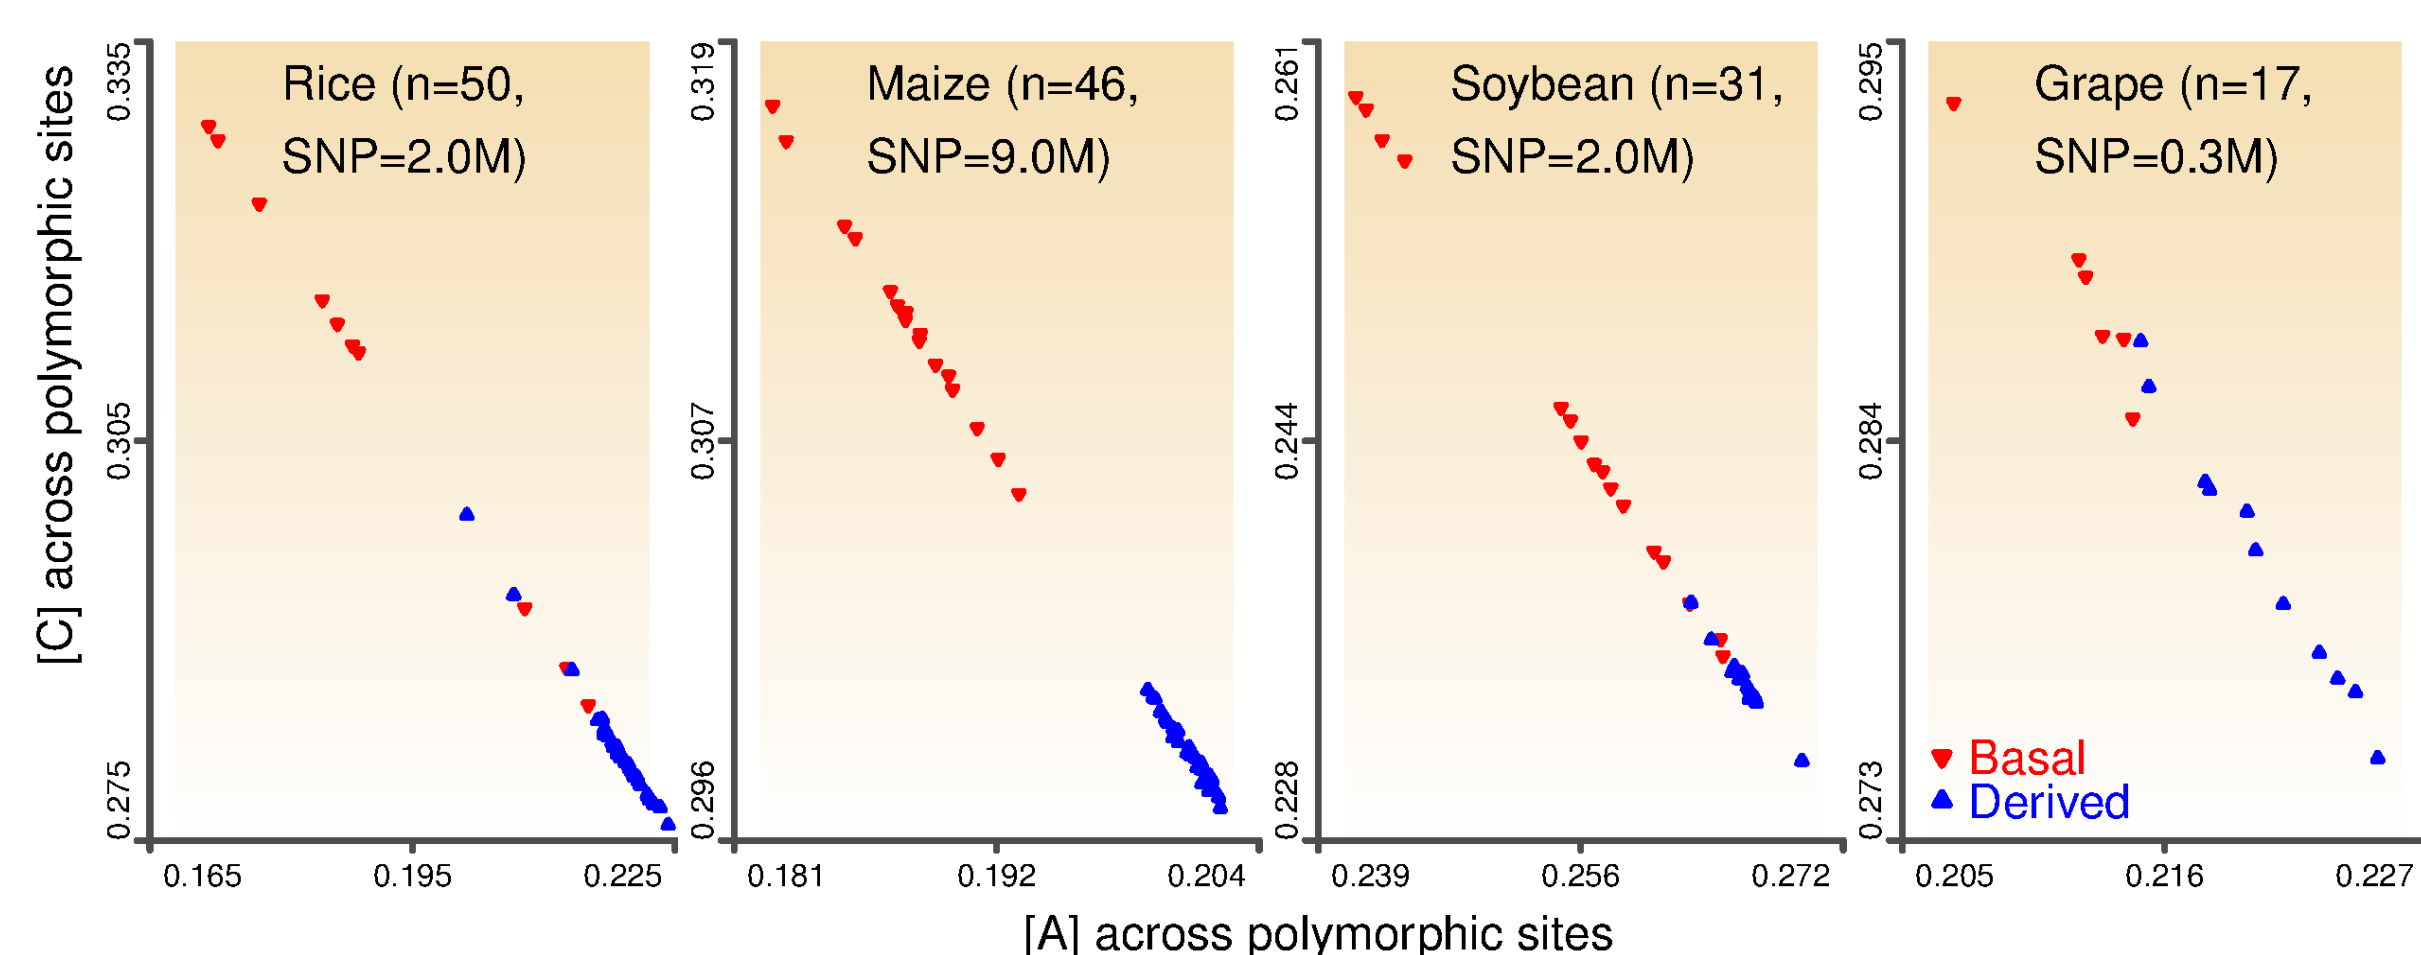 [C] across polymorphic sites
0.335
0.305
0.275
Rice (n=50,
SNP=2.0M)
0.165 0.195 0.225
0.319
0.307
0.296
Maize (n=46,
SNP=9.0M)
0.181 0.192 0.204
0.261
0.244
0.228
Soybean (n=31,
SNP=2.0M)
0.239 0.256 0.272
0.295
0.284
0.273
Grape (n=17,
SNP=0.3M)
Basal
Derived
0.205 0.216 0.227
[A] across polymorphic sites